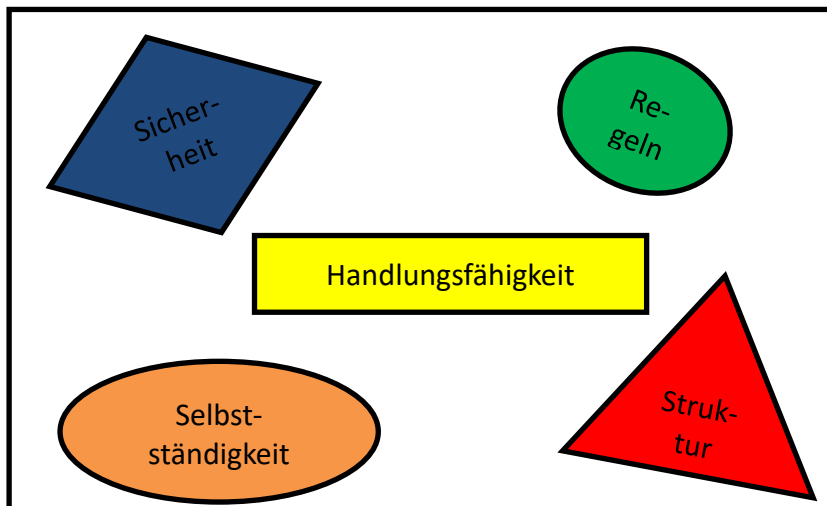 Sicher-
heit
Re-
geln
Handlungsfähigkeit
Selbst-
ständigkeit
Struk-
tur